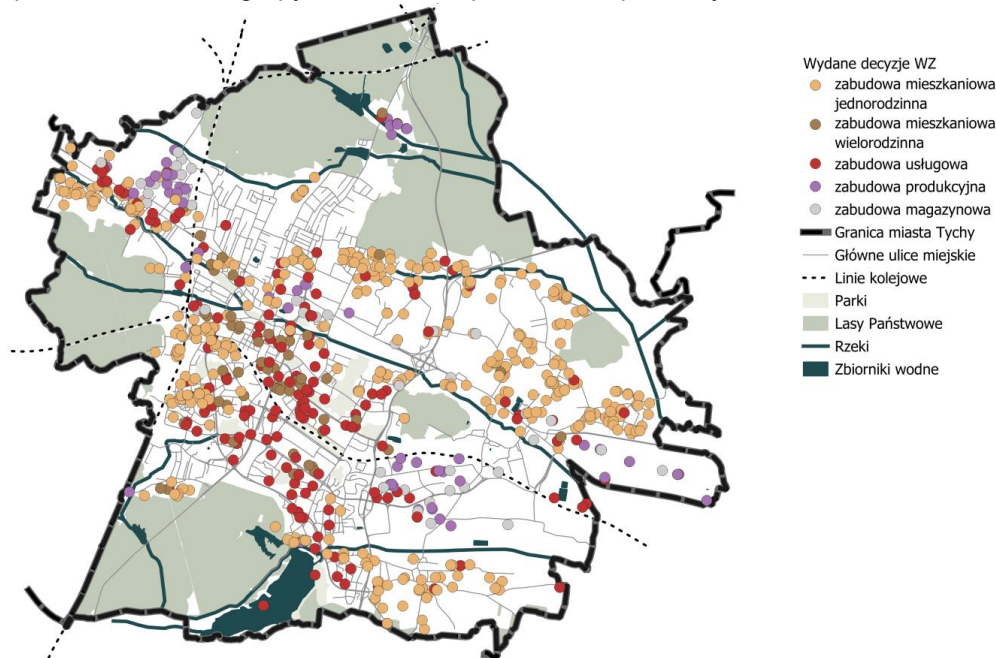 Wydane decyzje WZ
zabudowa mieszkaniowa
jednorodzinna
zabudowa mieszkaniowa
wielorodzinna
zabudowa usługowa
zabudowa produkcyjna
zabudowa magazynowa
Granica miasta Tychy
Główne ulice miejskie
Linie kolejowe
Parki
Lasy Państwowe
Rzeki
Zbiorniki wodne